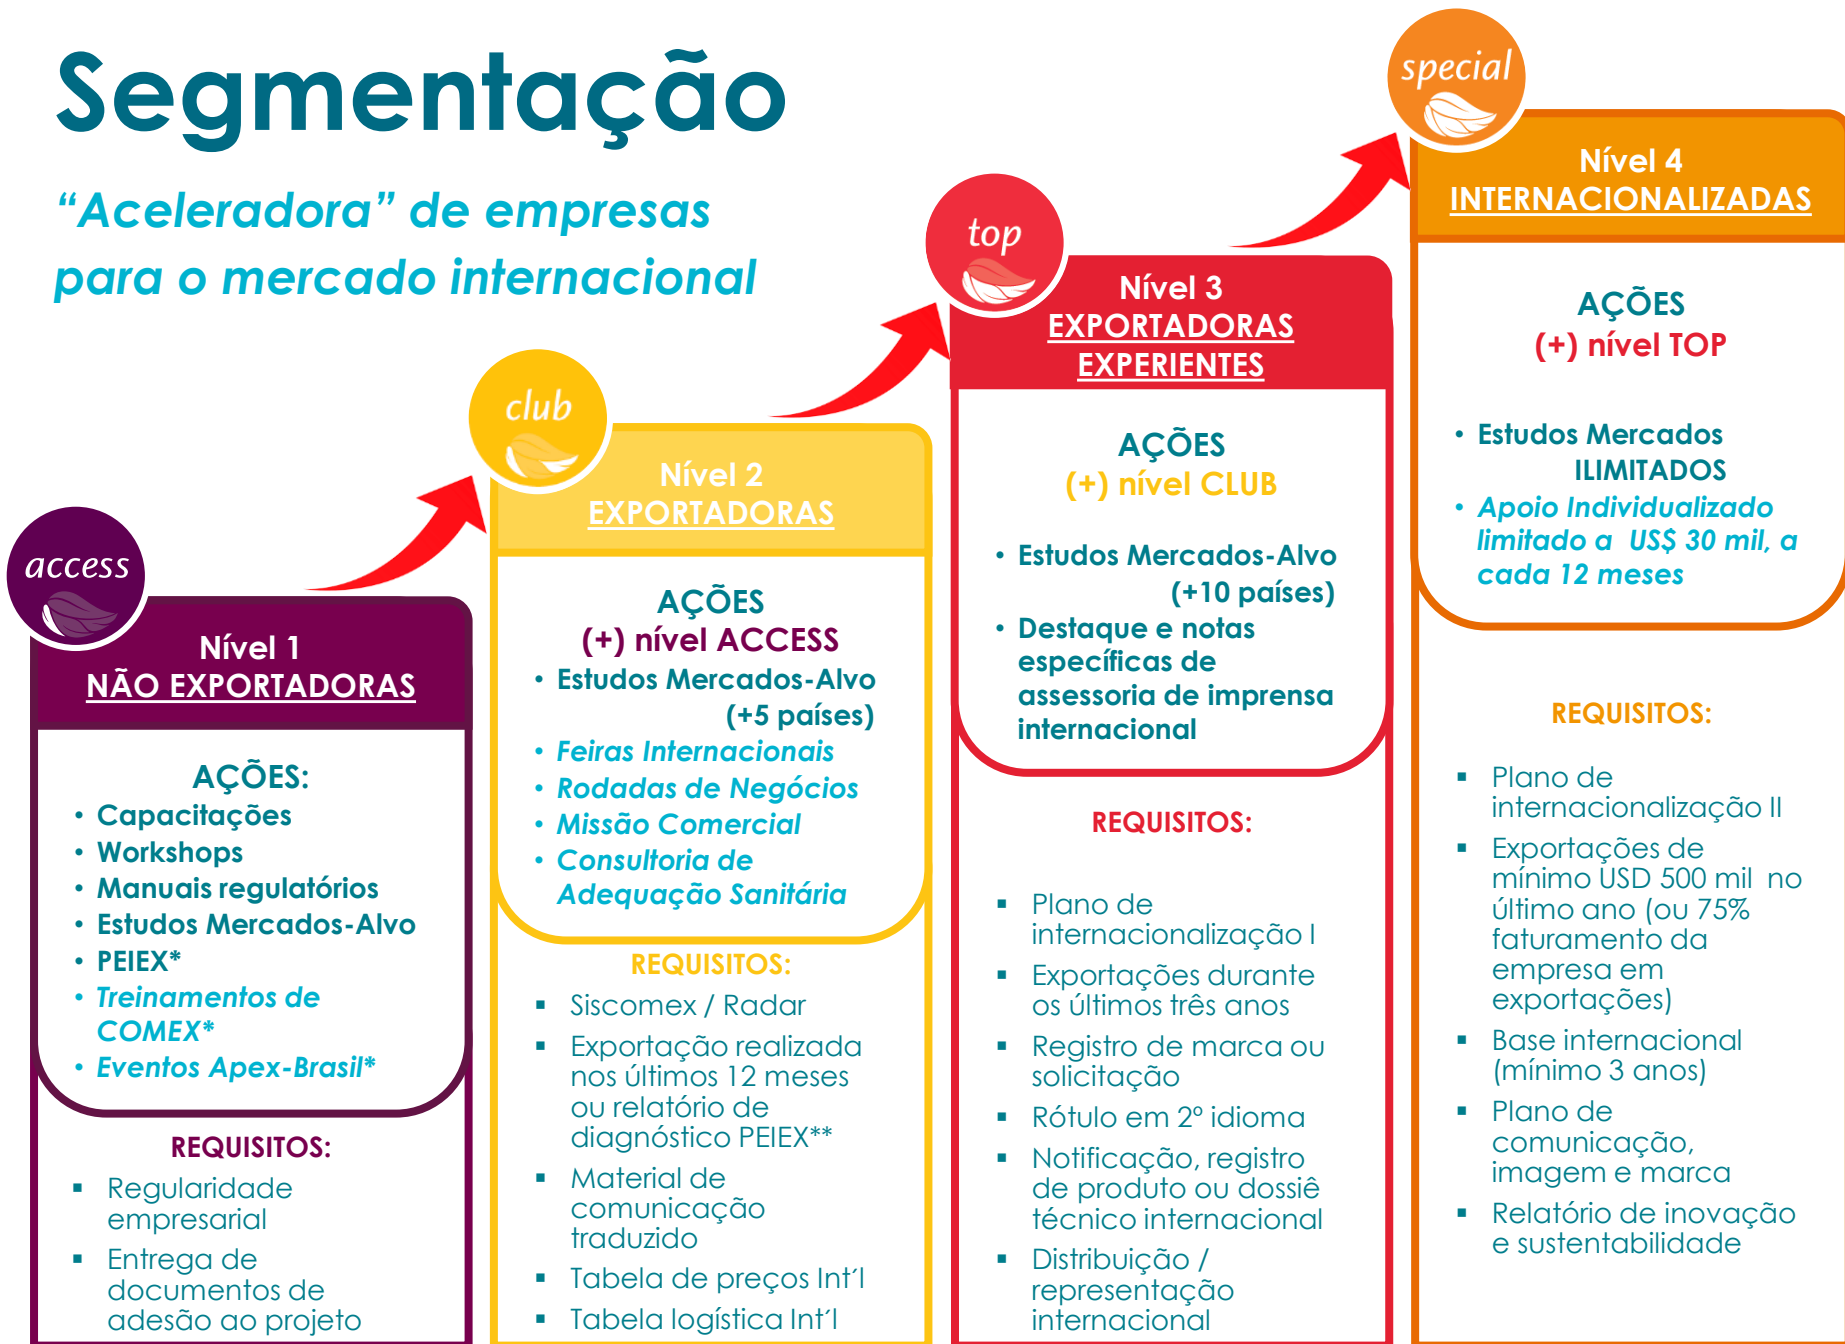 Segmentação
“Aceleradora” de empresas
para o mercado internacional
access
Nível 1
NÃO EXPORTADORAS
AÇÕES:
• Capacitações
• Workshops
• Manuais regulatórios
• Estudos Mercados-Alvo
• PEIEX*
• Treinamentos de
COMEX*
• Eventos Apex-Brasil*
REQUISITOS:
▪ Regularidade
empresarial
▪ Entrega de
documentos de
adesão ao projeto
club
Nível 2
EXPORTADORAS
AÇÕES
(+) nível ACCESS
• Estudos Mercados-Alvo
(+5 países)
• Feiras Internacionais
• Rodadas de Negócios
• Missão Comercial
• Consultoria de
Adequação Sanitária
REQUISITOS:
▪ Siscomex / Radar
▪ Exportação realizada
nos últimos 12 meses
ou relatório de
diagnóstico PEIEX**
▪ Material de
comunicação
traduzido
▪ Tabela de preços Int´l
▪ Tabela logística Int´l
top
Nível 3
EXPORTADORAS
EXPERIENTES
AÇÕES
(+) nível CLUB
• Estudos Mercados-Alvo
(+10 países)
• Destaque e notas
específicas de
assessoria de imprensa
internacional
REQUISITOS:
▪ Plano de
internacionalização I
▪ Exportações durante
os últimos três anos
▪ Registro de marca ou
solicitação
▪ Rótulo em 2º idioma
▪ Notificação, registro
de produto ou dossiê
técnico internacional
▪ Distribuição /
representação
internacional
special
Nível 4
INTERNACIONALIZADAS
AÇÕES
(+) nível TOP
• Estudos Mercados
ILIMITADOS
• Apoio Individualizado
limitado a US$ 30 mil, a
cada 12 meses
REQUISITOS:
▪ Plano de
internacionalização II
▪ Exportações de
mínimo USD 500 mil no
último ano (ou 75%
faturamento da
empresa em
exportações)
▪ Base internacional
(mínimo 3 anos)
▪ Plano de
comunicação,
imagem e marca
▪ Relatório de inovação
e sustentabilidade